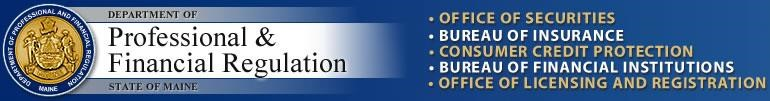 DEPARTMENT OF PROFESSIONAL AND FINANCIAL REGULATION
MAINE
DEPARTMENT OF
Professional &
Financial Regulation
STATE OF MAINE
• OFFICE OF SECURITIES
• BUREAU OF INSURANCE
• CONSUMER CREDIT PROTECTION
• BUREAU OF FINANCIAL INSTITUTIONS
• OFFICE OF LICENSING AND REGISTRATION